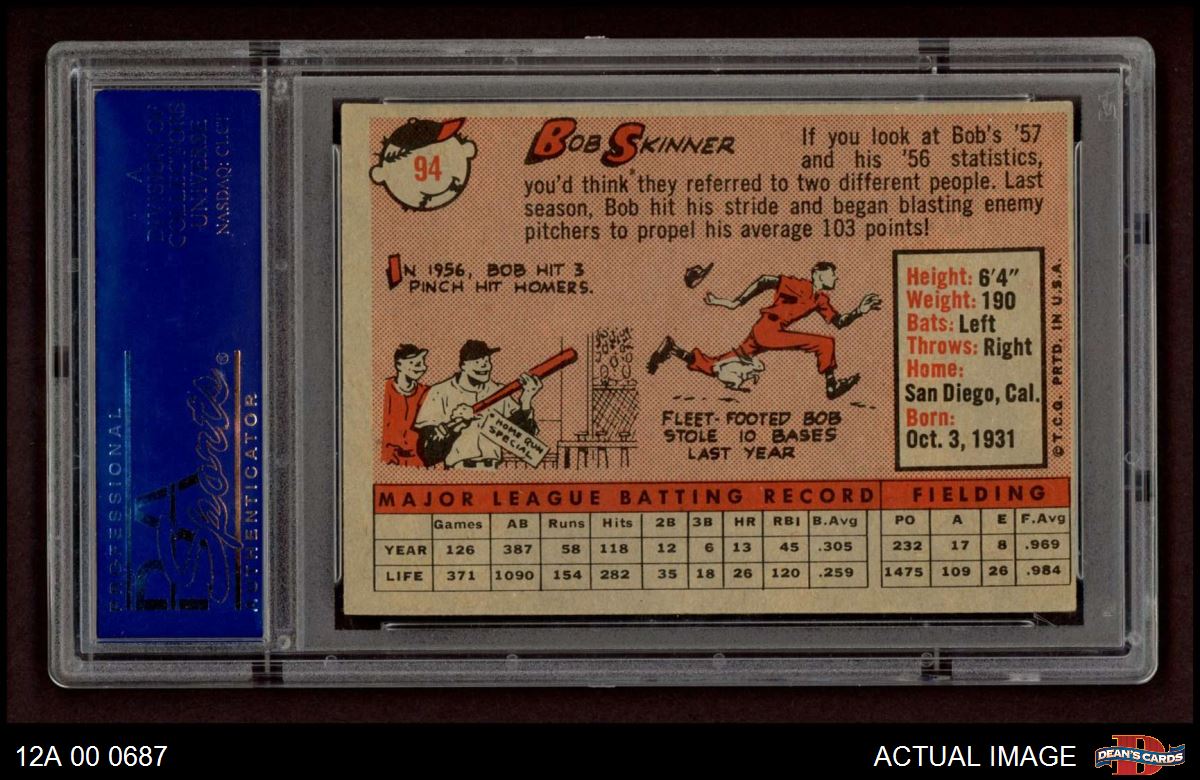 A
DIVISION OF
COLLECTORS
UNIVERSE
NASDAQ: CLCT
PROFESSIONAL
PSA
Sports®
AUTHENTICATOR
94
BOB SKINNER
If you look at Bob's '57
and his '56 statistics,
you'd think they referred to two different people. Last
season, Bob hit his stride and began blasting enemy
pitchers to propel his average 103 points!
IN 1956, BOB HIT 3
PINCH HIT HOMERS.
HOME RUN
SPECIAL
FLEET-FOOTED BOB
STOLE 10 BASES
LAST YEAR
Height: 6'4"
Weight: 190
Bats: Left
Throws: Right
Home:
San Diego, Cal.
Born:
Oct. 3, 1931
© T.C.G. PRTD. IN U.S.A.
MAJOR LEAGUE BATTING RECORD FIELDING
Games AB Runs Hits 2B 3B HR RBI B.Avg PO A E F.Avg
YEAR 126 387 58 118 12 6 13 45 .305 232 17 8 .969
LIFE 371 1090 154 282 35 18 26 120 .259 1475 109 26 .984
12A 00 0687
ACTUAL IMAGE
DEAN'S CARDS